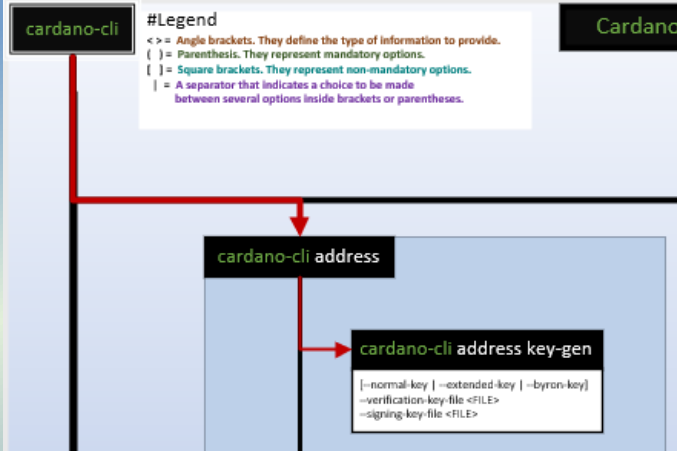 cardano-cli
#Legend
< > = Angle brackets. They define the type of information to provide.
( ) = Parenthesis. They represent mandatory options.
[ ] = Square brackets. They represent non-mandatory options.
| = A separator that indicates a choice to be made
between several options inside brackets or parentheses.
Cardano
cardano-cli address
cardano-cli address key-gen
[--normal-key | --extended-key | --byron-key]
--verification-key-file <FILE>
--signing-key-file <FILE>